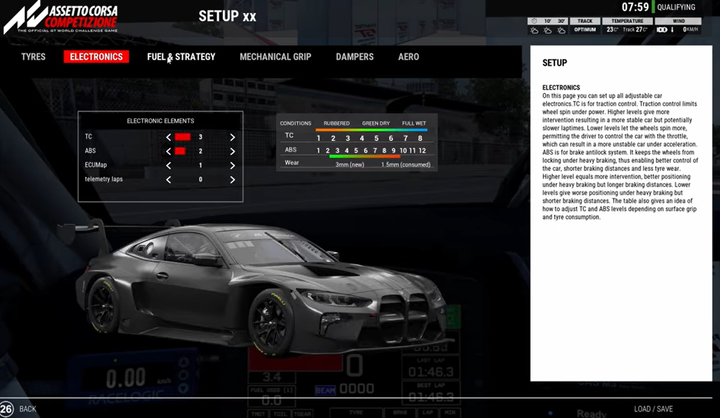 ASSETTO CORSA
COMPETIZIONE
THE OFFICIAL GT WORLD CHALLENGE GAME
SETUP xx
07:59
QUALIFYING
10' 30' TRACK TEMPERATURE WIND
OPTIMUM 23°C Track 27°C 0KM/H
TYRES
ELECTRONICS
FUEL & STRATEGY
MECHANICAL GRIP
DAMPERS
AERO
ELECTRONIC ELEMENTS
TC 3
ABS 2
ECUMap 1
telemetry laps 0
CONDITIONS RUBBERED GREEN DRY FULL WET
TC 1 2 3 4 5 6 7 8
ABS 1 2 3 4 5 6 7 8 9 10 11 12
Wear 3mm (new) 1.5mm (consumed)
SETUP
ELECTRONICS
On this page you can set up all adjustable car
electronics.TC is for traction control. Traction control limits
wheel spin under power. Higher levels give more
intervention resulting in a more stable car but potentially
slower laptimes. Lower levels let the wheels spin more,
permitting the driver to control the car with the throttle,
which can result in a more unstable car under acceleration.
ABS is for brake antilock system. It keeps the wheels from
locking under heavy braking, thus enabling better control of
the car, shorter braking distances and less tyre wear.
Higher level equals more intervention, better positioning
under heavy braking but longer braking distances. Lower
levels give worse positioning under heavy braking but
shorter braking distances. The table also gives an idea of
how to adjust TC and ABS levels depending on surface grip
and tyre consumption.
0.00
RACELOGIC
3.4
0.0
BEAM 0000
0
01:46.3
BEST LAP
01:46.3
26 BACK
Ready
LOAD / SAVE